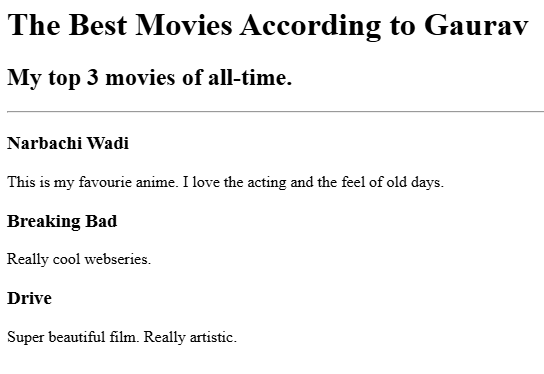 The Best Movies According to Gaurav
My top 3 movies of all-time.
Narbachi Wadi
This is my favourie anime. I love the acting and the feel of old days.
Breaking Bad
Really cool webseries.
Drive
Super beautiful film. Really artistic.